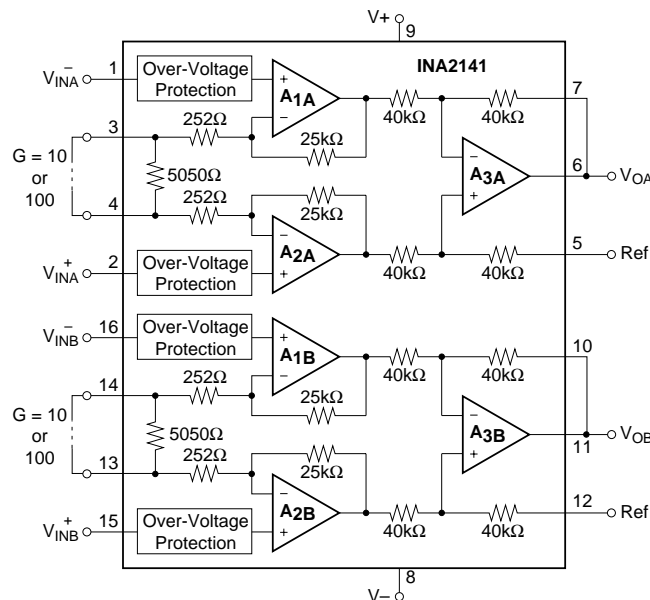 V+
9
INA2141
V−INA
1
Over-Voltage
Protection
+
−
A1A
40kΩ
40kΩ
7
3
252Ω
25kΩ
G = 10
or
100
5050Ω
−
+
A3A
6
VOA
4
252Ω
25kΩ
−
+
A2A
40kΩ
40kΩ
5
Ref
V+INA
2
Over-Voltage
Protection
V−INB
16
Over-Voltage
Protection
+
−
A1B
40kΩ
40kΩ
10
14
252Ω
25kΩ
G = 10
or
100
5050Ω
−
+
A3B
11
VOB
13
252Ω
25kΩ
−
+
A2B
40kΩ
40kΩ
12
Ref
V+INB
15
Over-Voltage
Protection
8
V−